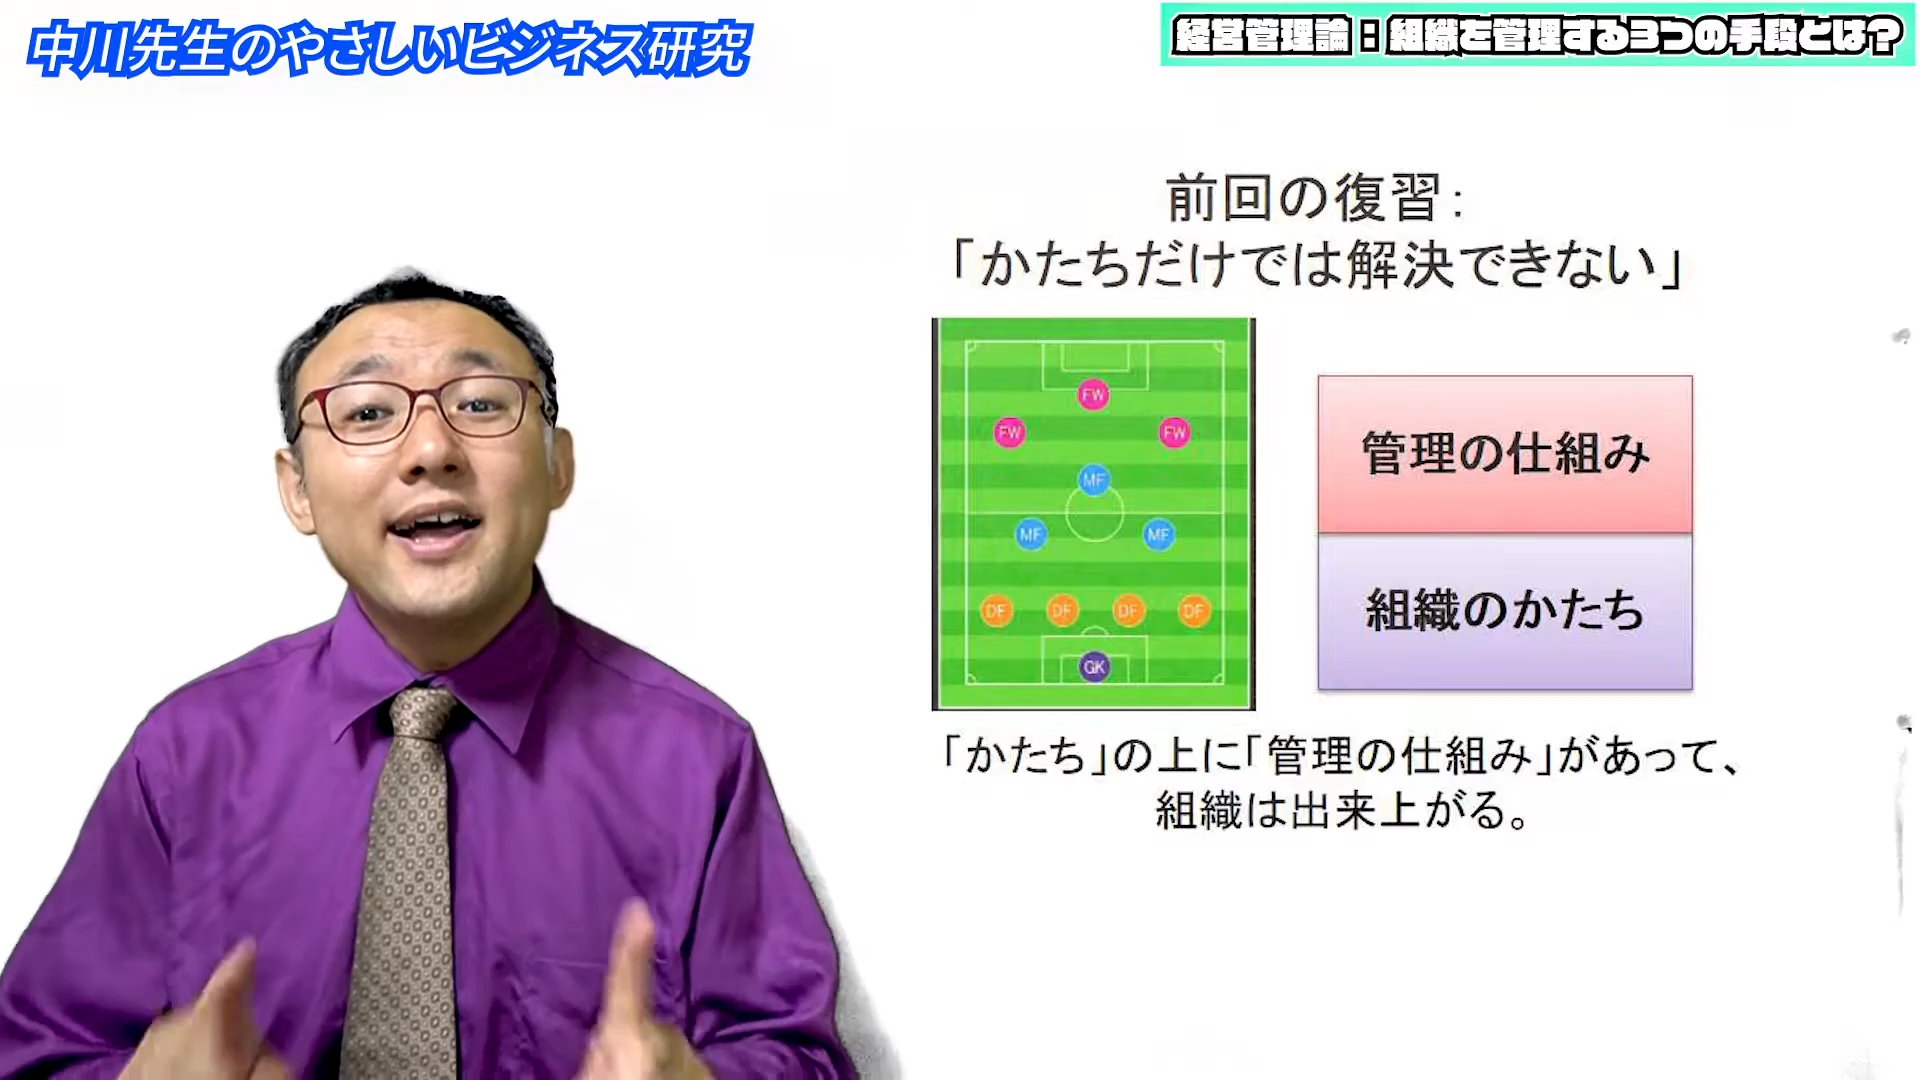 中川先生のやさしいビジネス研究
経営管理論：組織を管理する3つの手段とは？
前回の復習：
「かたちだけでは解決できない」
FW
FW
FW
MF
MF
MF
DF
DF
DF
DF
GK
管理の仕組み
組織のかたち
「かたち」の上に「管理の仕組み」があって、
組織は出来上がる。